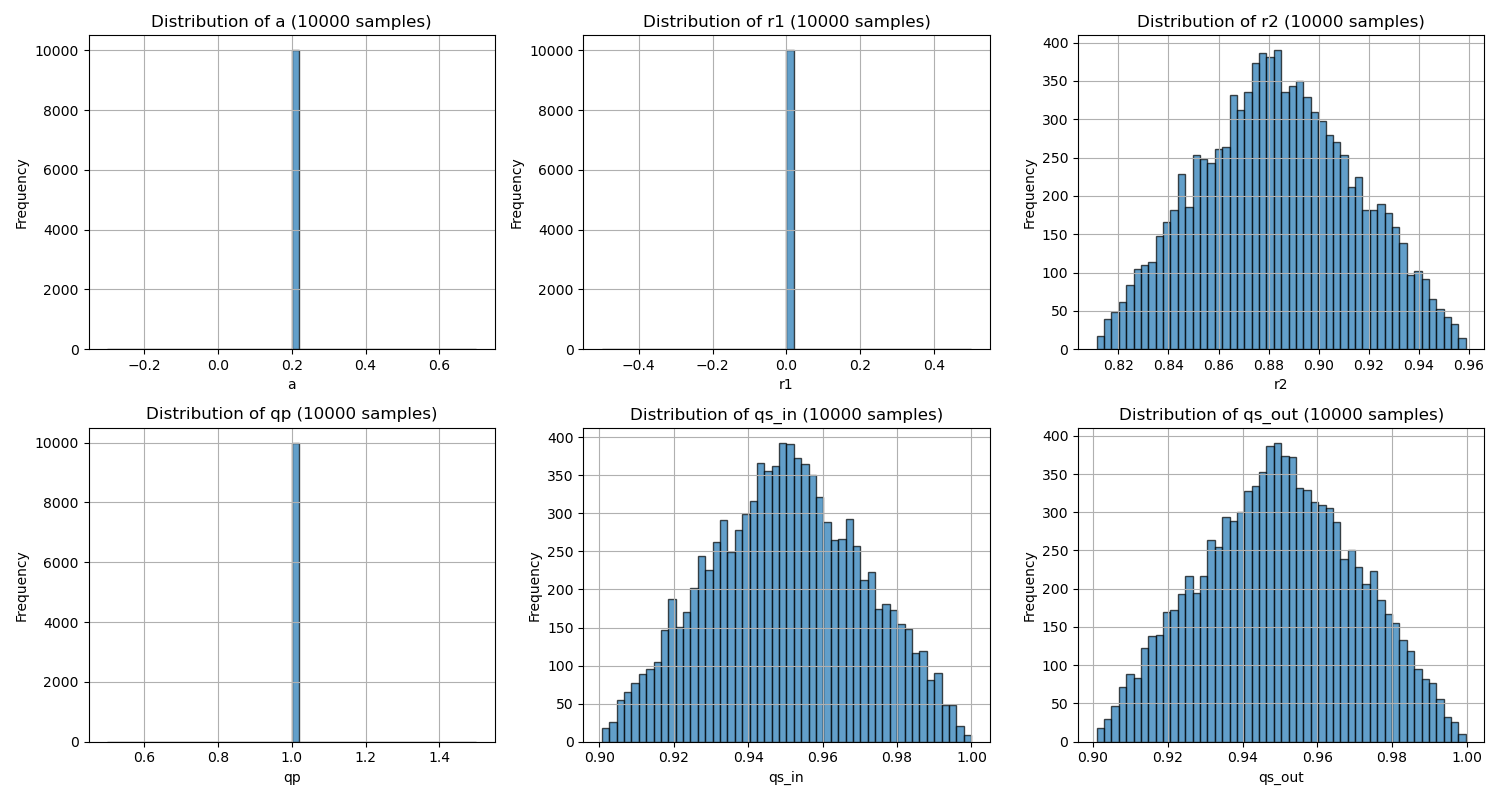 Distribution of a (10000 samples)
10000
8000
6000
4000
2000
0
Frequency
−0.2 0.0 0.2 0.4 0.6
a
Distribution of r1 (10000 samples)
10000
8000
6000
4000
2000
0
Frequency
−0.4 −0.2 0.0 0.2 0.4
r1
Distribution of r2 (10000 samples)
400
350
300
250
200
150
100
50
0
Frequency
0.82 0.84 0.86 0.88 0.90 0.92 0.94 0.96
r2
Distribution of qp (10000 samples)
10000
8000
6000
4000
2000
0
Frequency
0.6 0.8 1.0 1.2 1.4
qp
Distribution of qs_in (10000 samples)
400
350
300
250
200
150
100
50
0
Frequency
0.90 0.92 0.94 0.96 0.98 1.00
qs_in
Distribution of qs_out (10000 samples)
400
350
300
250
200
150
100
50
0
Frequency
0.90 0.92 0.94 0.96 0.98 1.00
qs_out